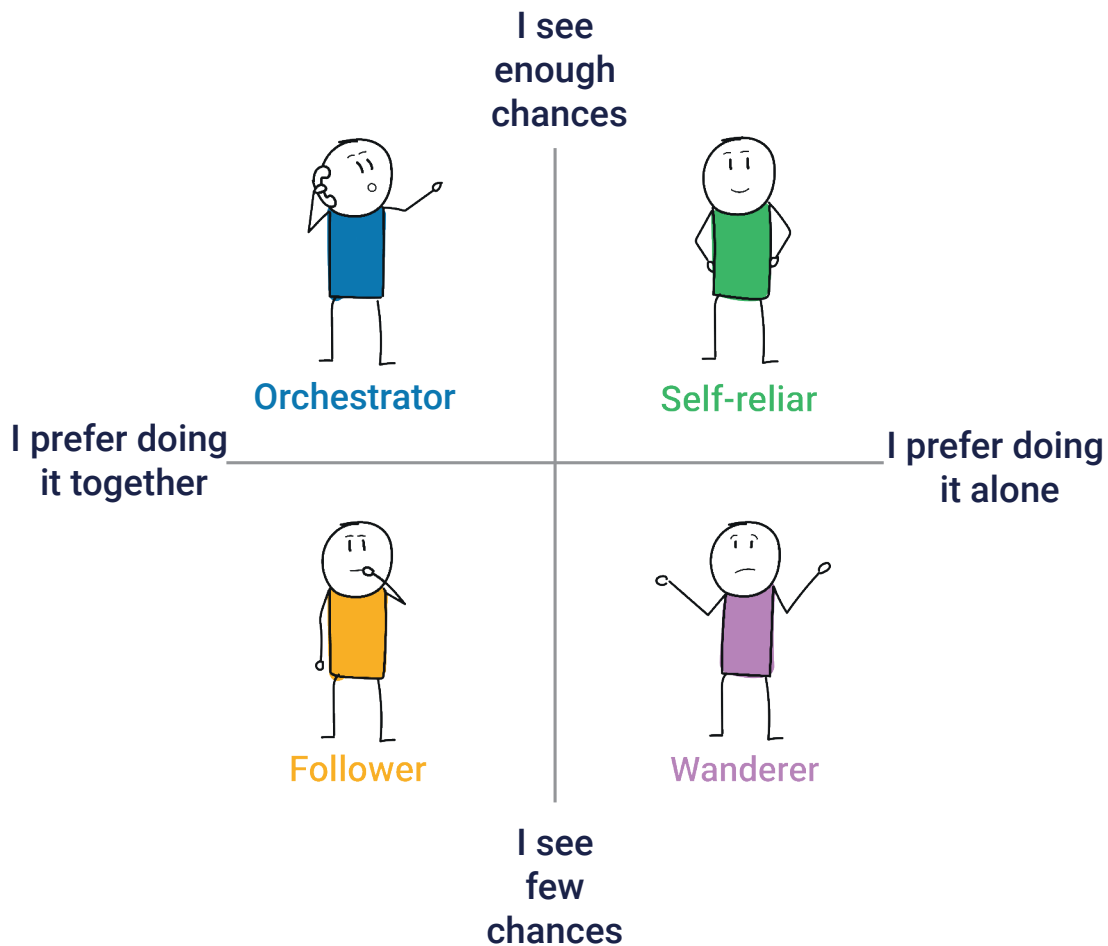 I see
enough
chances
Orchestrator
Self-reliar
I prefer doing
it together
I prefer doing
it alone
Follower
Wanderer
I see
few
chances